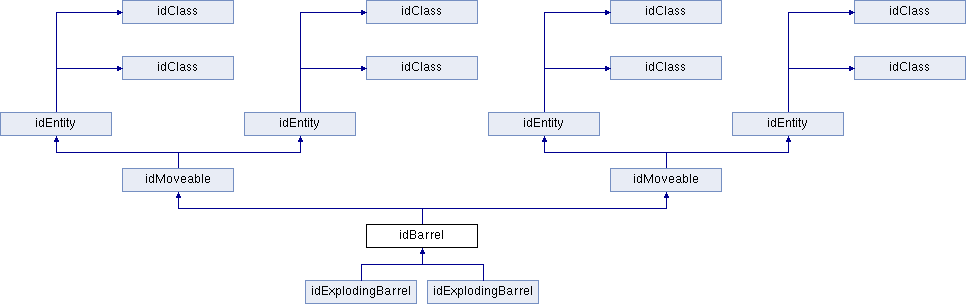 idClass
idClass
idClass
idClass
idClass
idClass
idClass
idClass
idEntity
idEntity
idEntity
idEntity
idMoveable
idMoveable
idBarrel
idExplodingBarrel
idExplodingBarrel